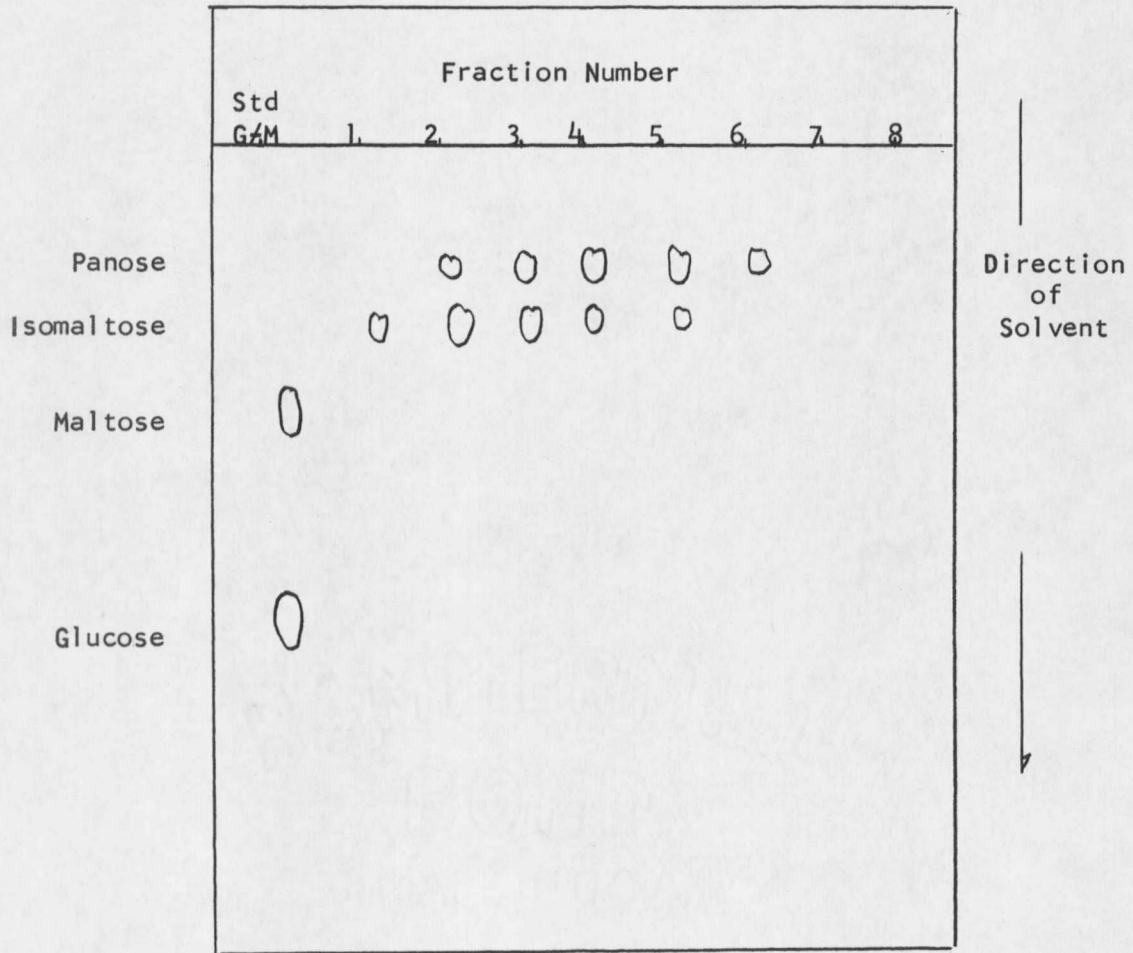 Fraction Number
Std
G+M 1 2 3 4 5 6 7 8
Panose
Isomaltose
Maltose
Glucose
Direction
of
Solvent